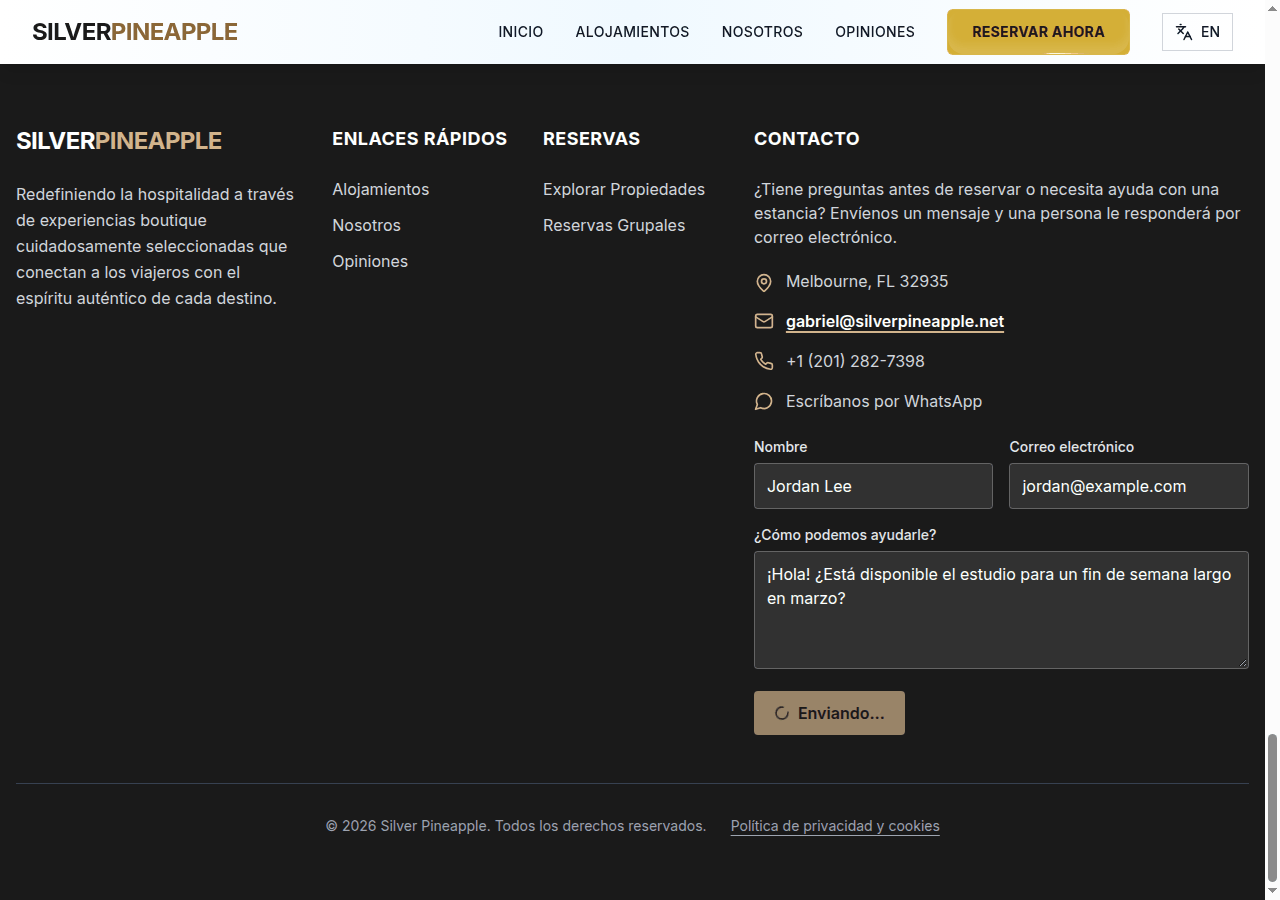 SILVERPINEAPPLE
INICIO
ALOJAMIENTOS
NOSOTROS
OPINIONES
RESERVAR AHORA
EN
SILVERPINEAPPLE
Redefiniendo la hospitalidad a través
de experiencias boutique
cuidadosamente seleccionadas que
conectan a los viajeros con el
espíritu auténtico de cada destino.
ENLACES RÁPIDOS
Alojamientos
Nosotros
Opiniones
RESERVAS
Explorar Propiedades
Reservas Grupales
CONTACTO
¿Tiene preguntas antes de reservar o necesita ayuda con una
estancia? Envíenos un mensaje y una persona le responderá por
correo electrónico.
Melbourne, FL 32935
gabriel@silverpineapple.net
+1 (201) 282-7398
Escríbanos por WhatsApp
Nombre
Jordan Lee
Correo electrónico
jordan@example.com
¿Cómo podemos ayudarle?
¡Hola! ¿Está disponible el estudio para un fin de semana largo
en marzo?
Enviando...
© 2026 Silver Pineapple. Todos los derechos reservados.
Política de privacidad y cookies